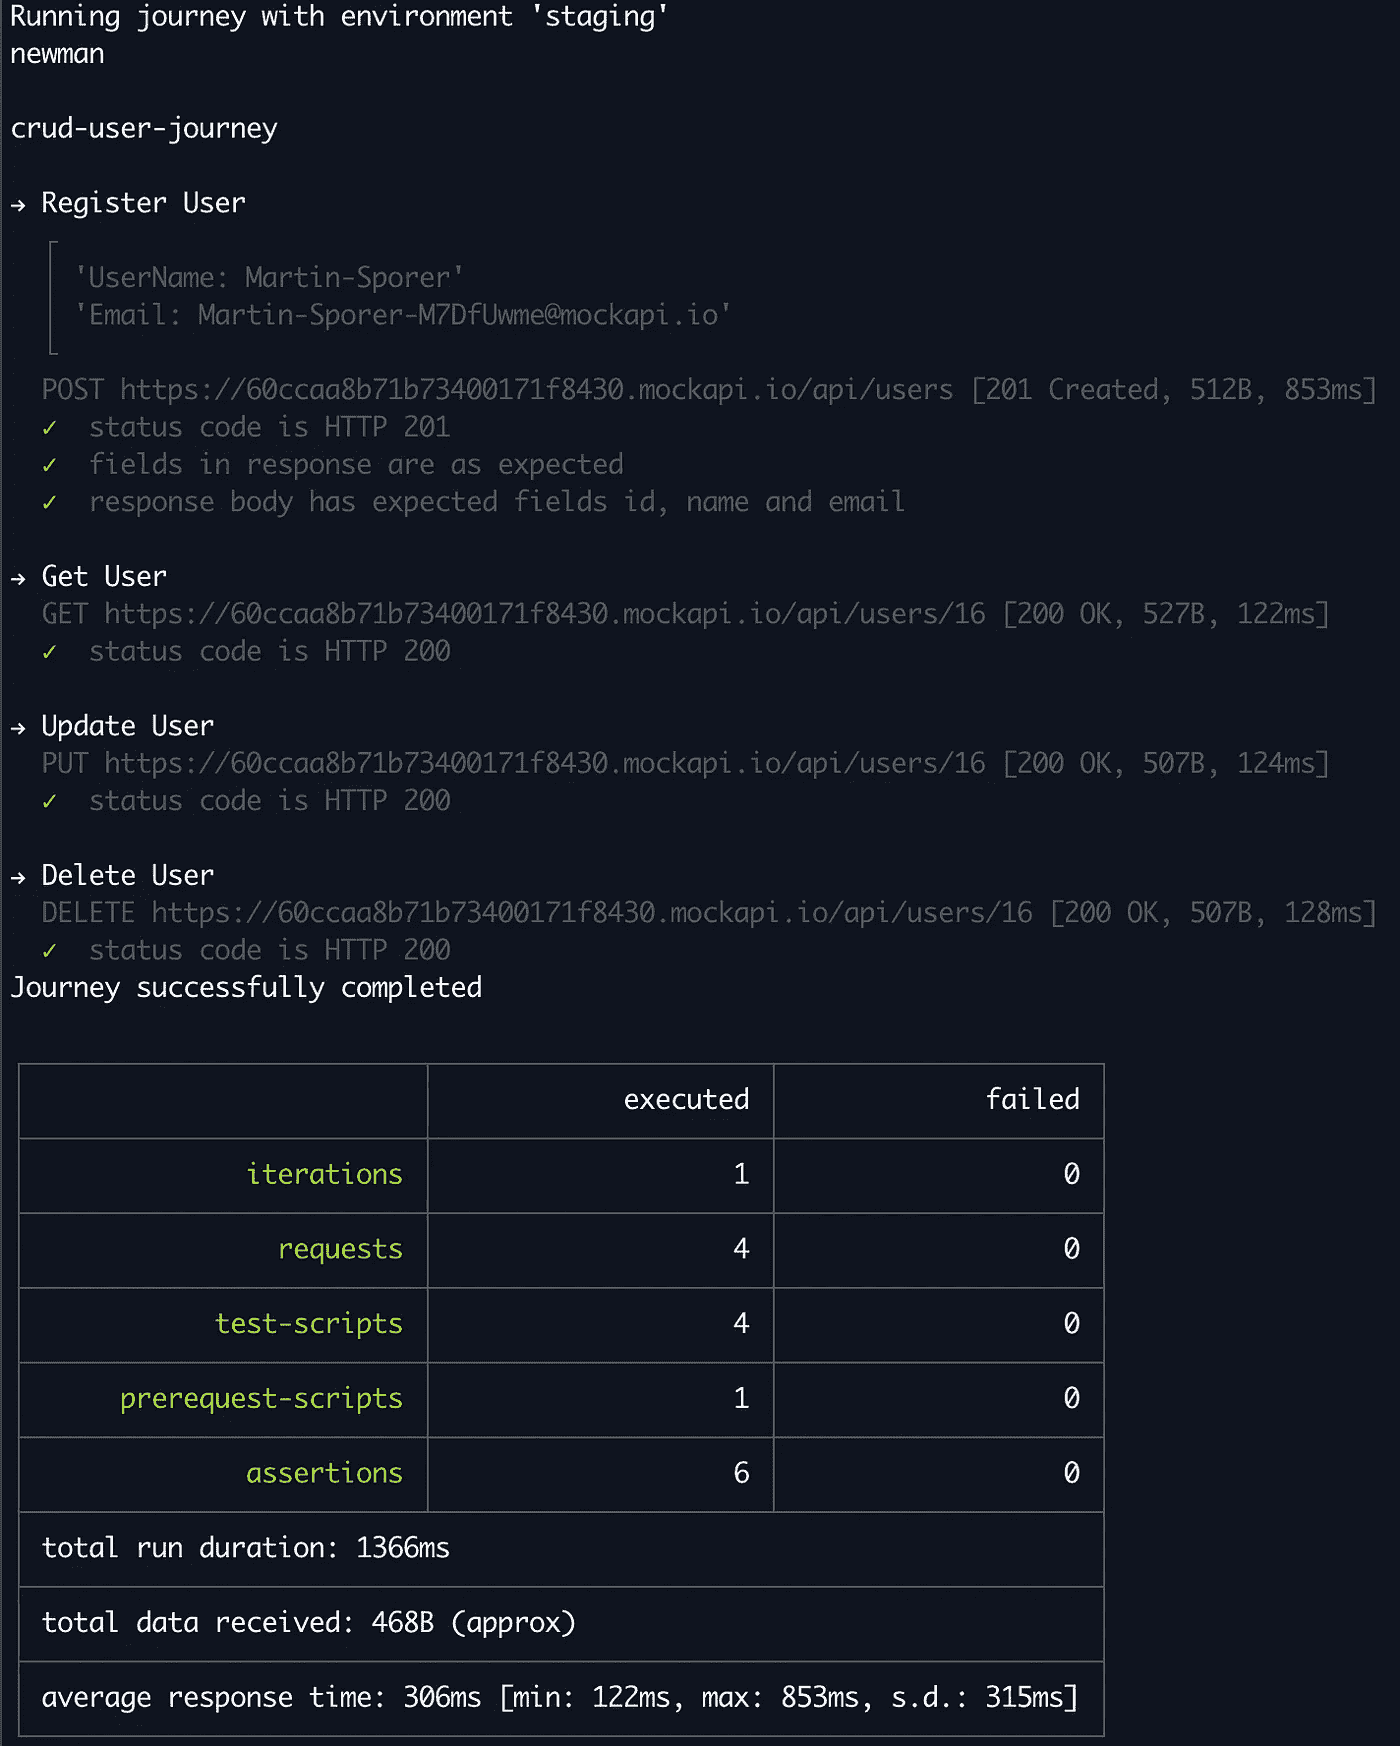 Running journey with environment 'staging'
newman
crud-user-journey
→ Register User
'UserName: Martin-Sporer'
'Email: Martin-Sporer-M7DfUwme@mockapi.io'
POST https://60ccaa8b71b73400171f8430.mockapi.io/api/users [201 Created, 512B, 853ms]
✓ status code is HTTP 201
✓ fields in response are as expected
✓ response body has expected fields id, name and email
→ Get User
GET https://60ccaa8b71b73400171f8430.mockapi.io/api/users/16 [200 OK, 527B, 122ms]
✓ status code is HTTP 200
→ Update User
PUT https://60ccaa8b71b73400171f8430.mockapi.io/api/users/16 [200 OK, 507B, 124ms]
✓ status code is HTTP 200
→ Delete User
DELETE https://60ccaa8b71b73400171f8430.mockapi.io/api/users/16 [200 OK, 507B, 128ms]
✓ status code is HTTP 200
Journey successfully completed
executed failed
iterations 1 0
requests 4 0
test-scripts 4 0
prerequest-scripts 1 0
assertions 6 0
total run duration: 1366ms
total data received: 468B (approx)
average response time: 306ms [min: 122ms, max: 853ms, s.d.: 315ms]